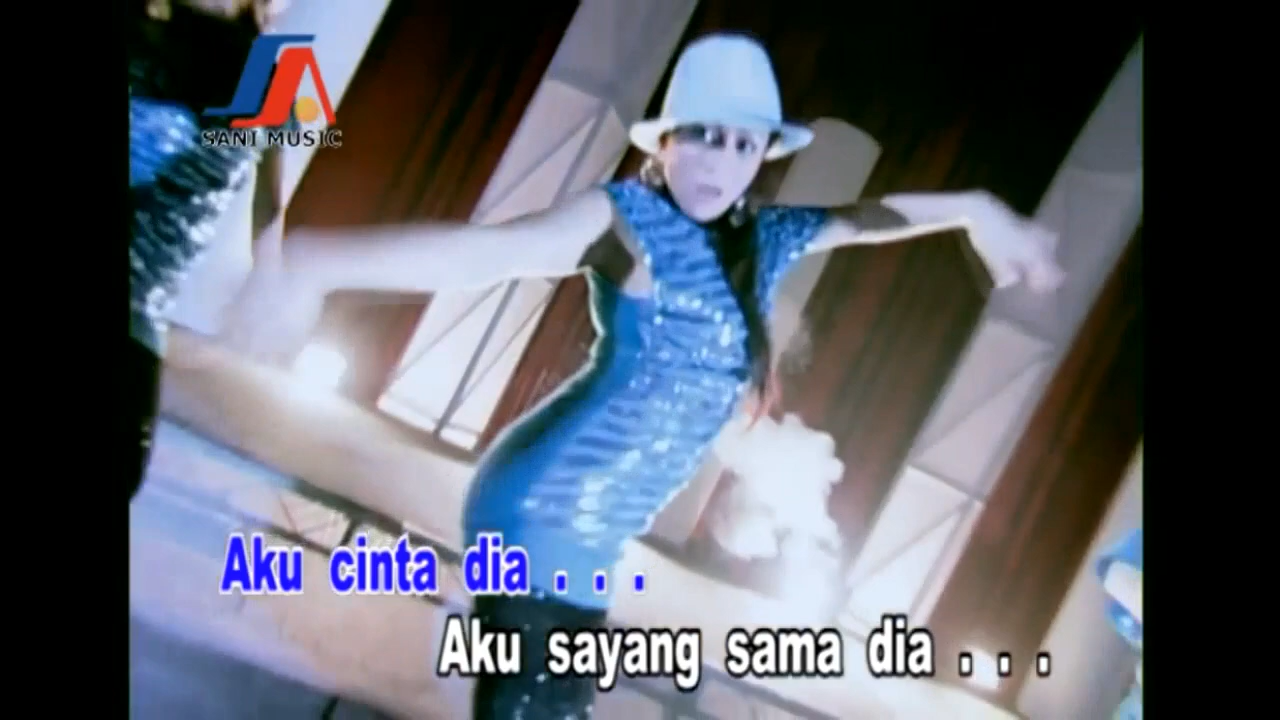 SANI MUSIC
Aku cinta dia . . .
Aku sayang sama dia . . .